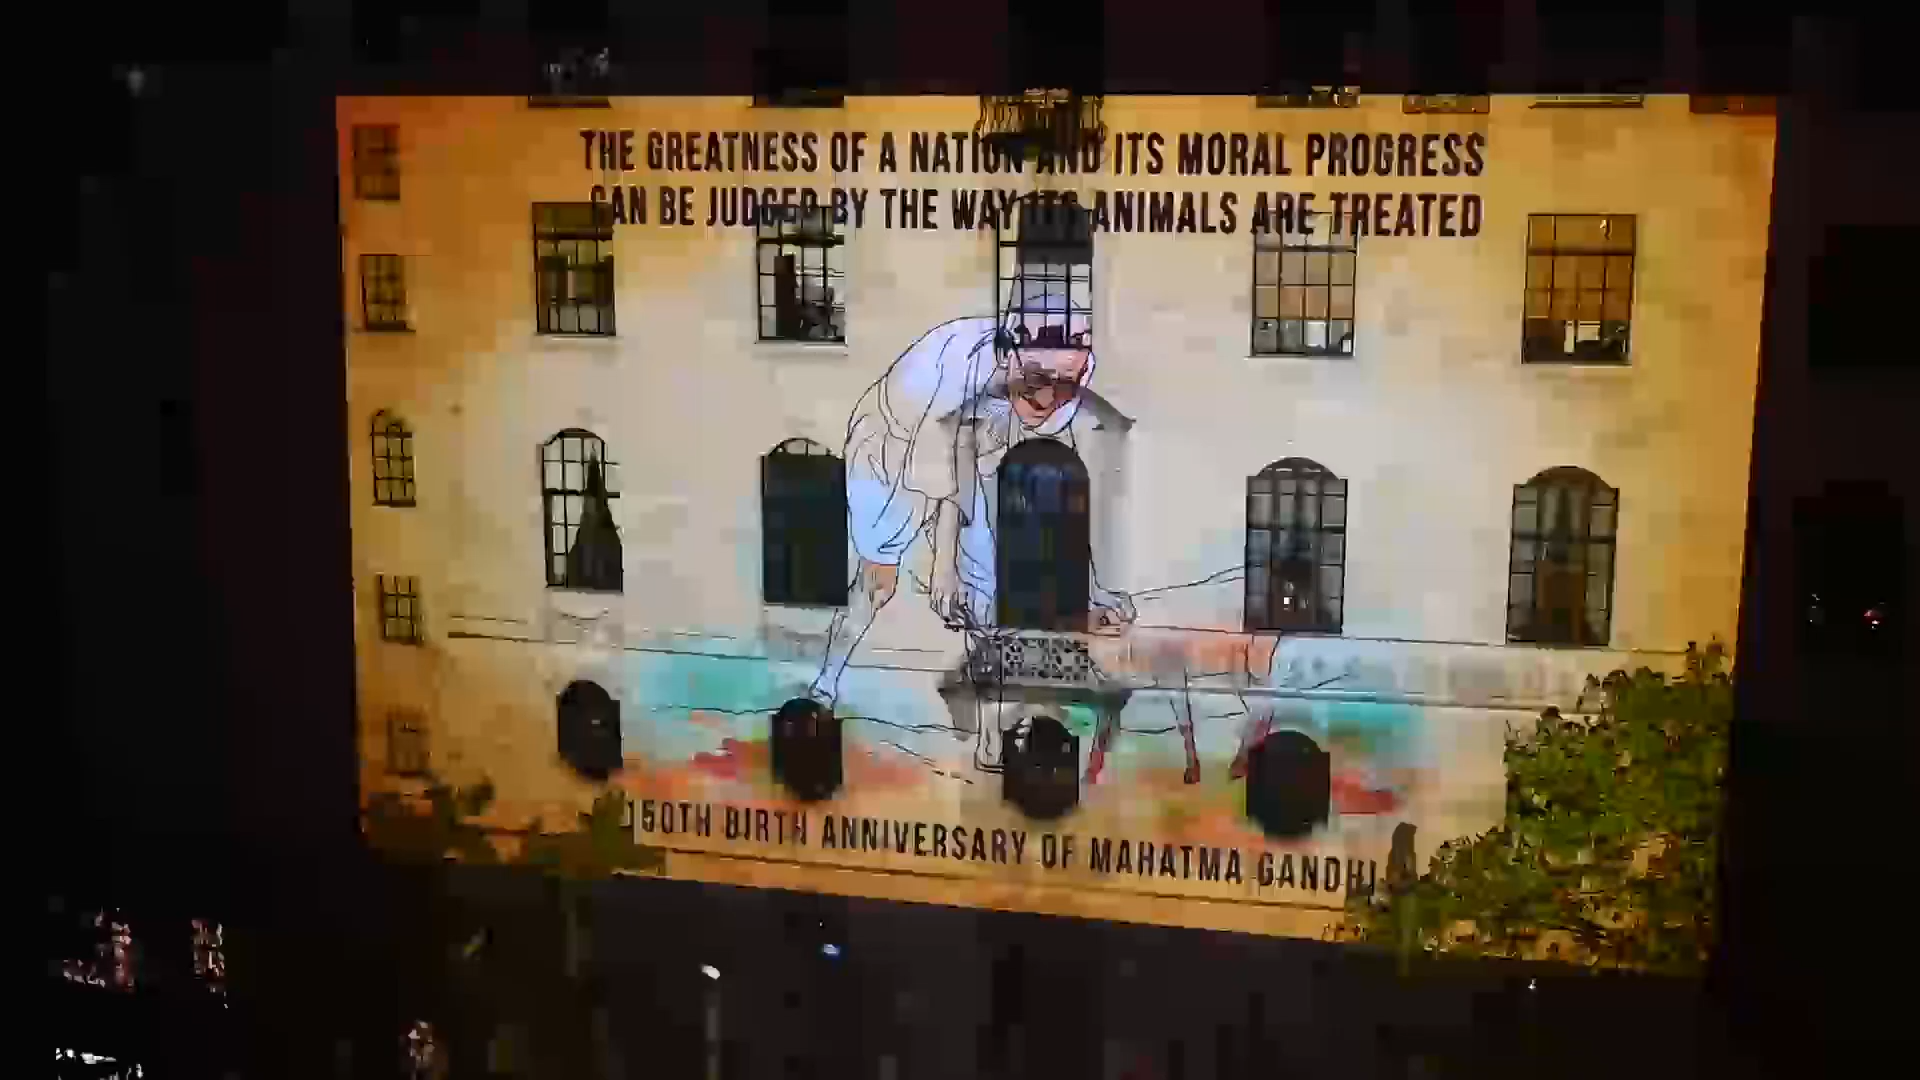 THE GREATNESS OF A NATION AND ITS MORAL PROGRESS
CAN BE JUDGED BY THE WAY ITS ANIMALS ARE TREATED
150TH BIRTH ANNIVERSARY OF MAHATMA GANDHI